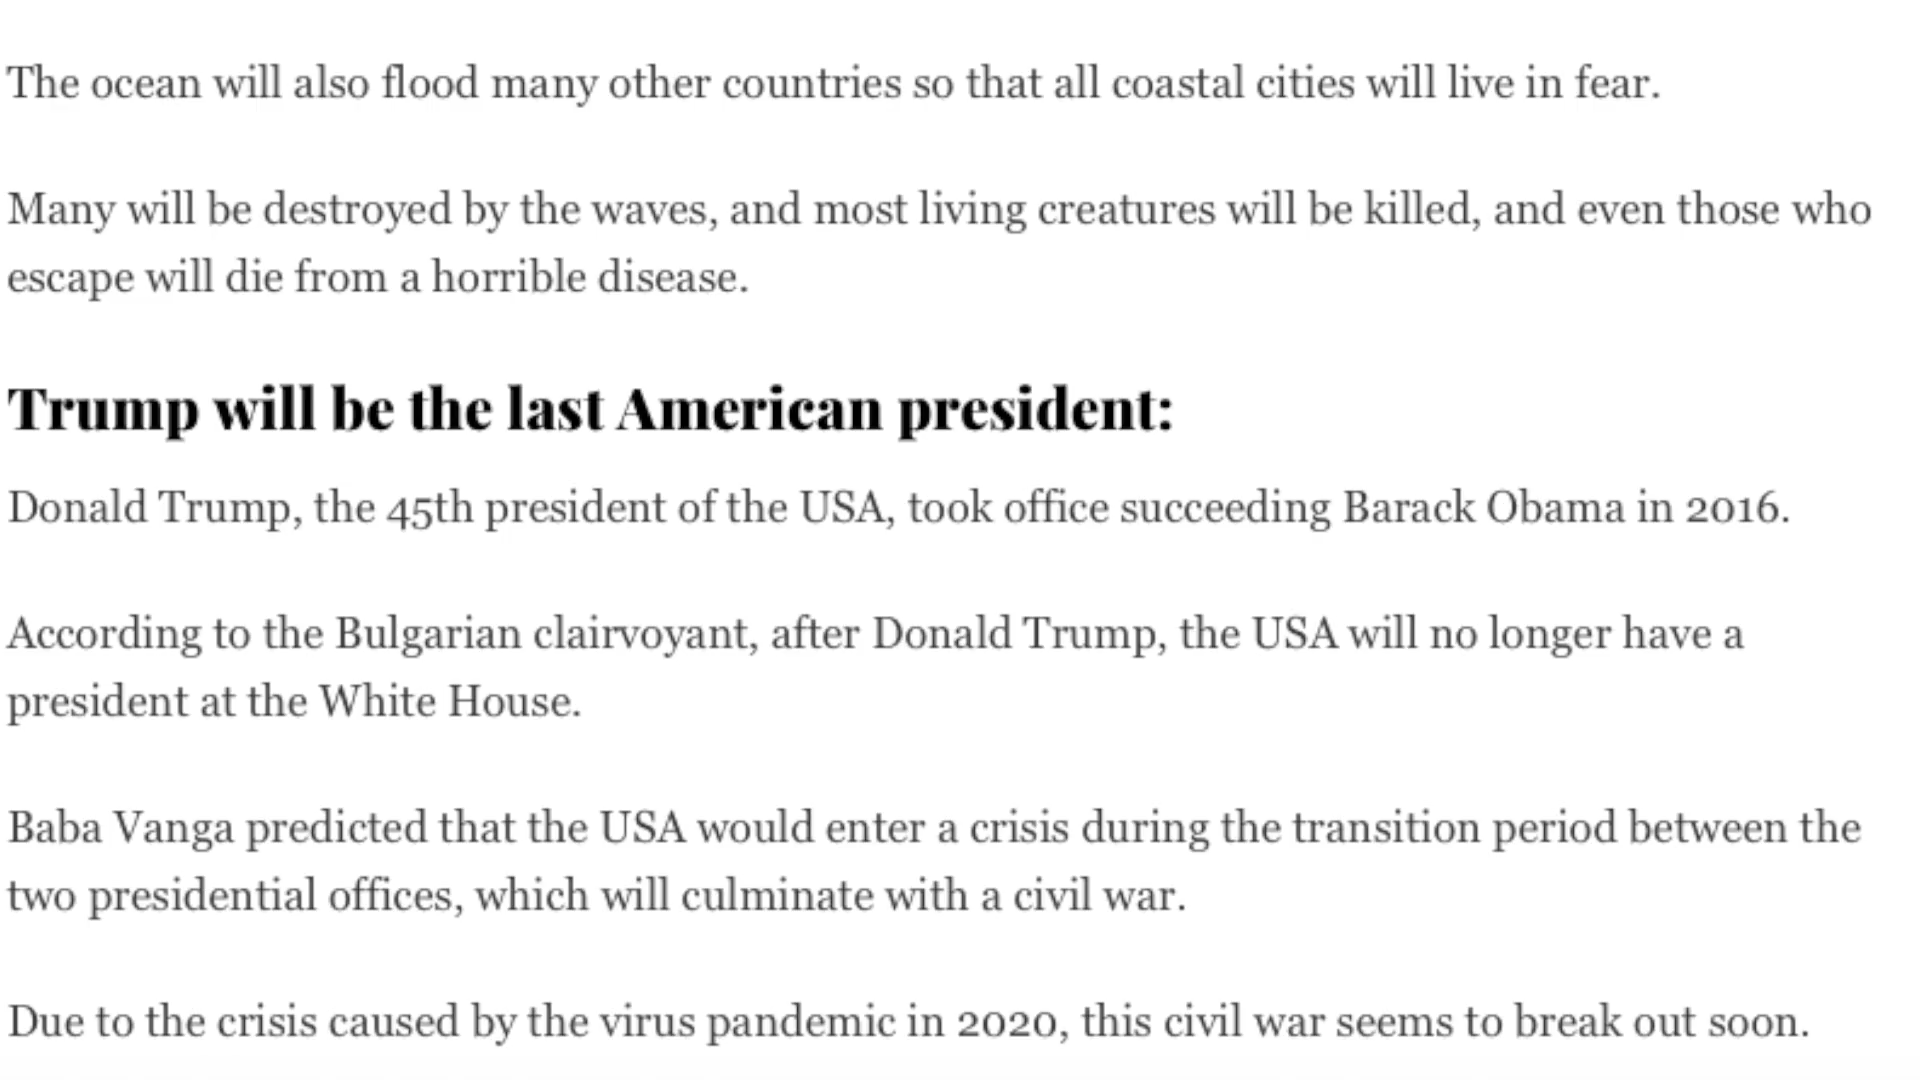 The ocean will also flood many other countries so that all coastal cities will live in fear.
Many will be destroyed by the waves, and most living creatures will be killed, and even those who
escape will die from a horrible disease.
Trump will be the last American president:
Donald Trump, the 45th president of the USA, took office succeeding Barack Obama in 2016.
According to the Bulgarian clairvoyant, after Donald Trump, the USA will no longer have a
president at the White House.
Baba Vanga predicted that the USA would enter a crisis during the transition period between the
two presidential offices, which will culminate with a civil war.
Due to the crisis caused by the virus pandemic in 2020, this civil war seems to break out soon.